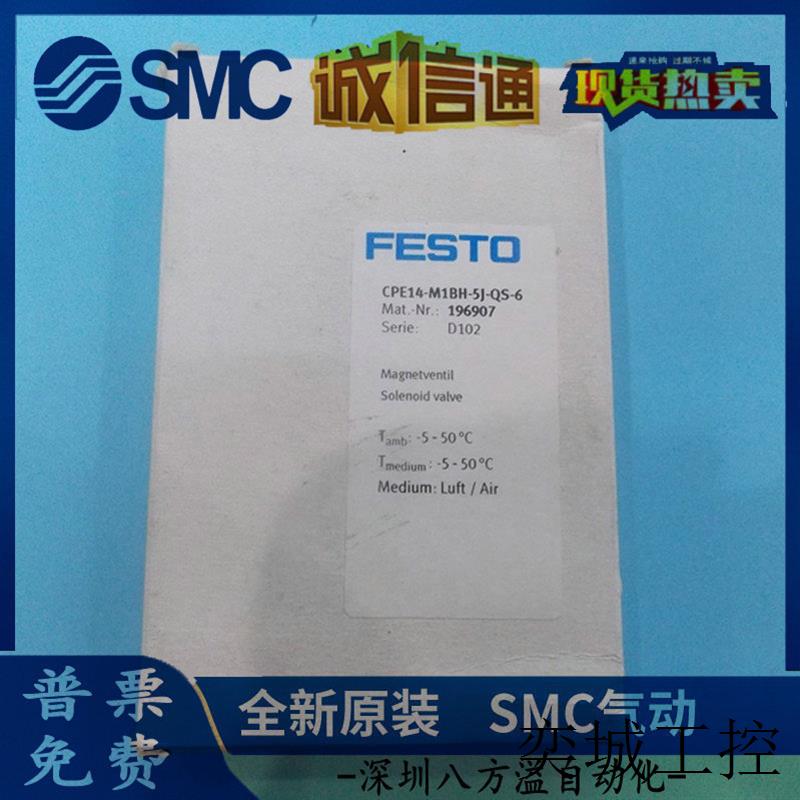 SMC 诚信通
速来抢购 过期不候
现货热卖
FESTO
CPE14-M1BH-5J-QS-6
Mat.-Nr.: 196907
Serie: D102
Magnetventil
Solenoid valve
Tamb: -5 - 50 °C
Tmedium: -5 - 50 °C
Medium: Luft / Air
普票
免费
全新原装 SMC气动
奕城工控
-深圳八方溋自动化-